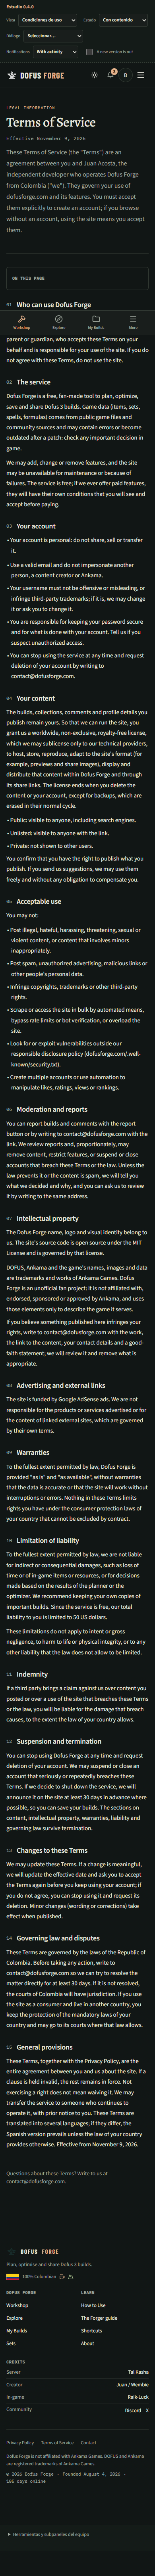 Estudio 0.4.0
Vista Condiciones de uso Estado Con contenido
Diálogo Seleccionar...
Notifications With activity A new version is out
DOFUS FORGE 3 B
LEGAL INFORMATION
Terms of Service
Effective November 9, 2026
These Terms of Service (the "Terms") are an
agreement between you and Juan Acosta, the
independent developer who operates Dofus Forge
from Colombia ("we"). They govern your use of
dofusforge.com and its features. You must accept
them to create an account or profile; if you browse
without an account, using the site means you accept
them.
ON THIS PAGE
01 Who can use Dofus Forge
Workshop Explore My Builds More
parent or guardian, who accepts these Terms on your
behalf and is responsible for your use of the site. If you do
not agree with these Terms, do not use the site.
02 The service
Dofus Forge is a free, fan-made tool to plan, optimize,
save and share Dofus 3 builds. Game data (items, sets,
spells, formulas) comes from public game files and
community sources and may contain errors or become
outdated after a patch: check any important decision in
game.
We may add, change or remove features, and the site
may be unavailable for maintenance or because of
failures. The service is free; if we ever offer paid features,
they will have their own conditions that you will see and
accept before paying.
03 Your account
• Your account is personal: do not share, sell or transfer
it.
• Use a valid email and do not impersonate another
person, a content creator or Ankama.
• Your username must not be offensive or misleading, or
infringe third-party trademarks; if it is, we may change
it or ask you to change it.
• You are responsible for keeping your password secure
and for what is done with your account. Tell us if you
suspect unauthorized access.
• You can stop using the service at any time and request
deletion of your account by writing to
contact@dofusforge.com.
04 Your content
The builds, collections, comments and profile details you
publish remain yours. So that we can run the site, you
grant us a worldwide, non-exclusive, royalty-free license,
which we may sublicense only to our technical providers,
to host, store, reproduce, adapt to the site's format (for
example, previews and share images), display and
distribute that content within Dofus Forge and through
its share links. The license ends when you delete the
content or your account, except for backups, which are
erased in their normal cycle.
• Public: visible to anyone, including search engines.
• Unlisted: visible to anyone with the link.
• Private: not shown to other users.
You confirm that you have the right to publish what you
publish. If you send us suggestions, we may use them
freely and without any obligation to compensate you.
05 Acceptable use
You may not:
• Post illegal, hateful, harassing, threatening, sexual or
violent content, or content that involves minors
inappropriately.
• Post spam, unauthorized advertising, malicious links or
other people's personal data.
• Infringe copyrights, trademarks or other third-party
rights.
• Scrape or access the site in bulk by automated means,
bypass rate limits or bot verification, or overload the
site.
• Look for or exploit vulnerabilities outside our
responsible disclosure policy (dofusforge.com/.well-
known/security.txt).
• Create multiple accounts or use automation to
manipulate likes, ratings, views or rankings.
06 Moderation and reports
You can report builds and comments with the report
button or by writing to contact@dofusforge.com with the
link. We review reports and, proportionately, may
remove content, restrict features, or suspend or close
accounts that breach these Terms or the law. Unless the
law prevents it or the content is spam, we will tell you
what we decided and why, and you can ask us to review
it by writing to the same address.
07 Intellectual property
The Dofus Forge name, logo and visual identity belong to
us. The site's source code is open source under the MIT
License and is governed by that license.
DOFUS, Ankama and the game's names, images and data
are trademarks and works of Ankama Games. Dofus
Forge is an unofficial fan project: it is not affiliated with,
endorsed, sponsored or approved by Ankama, and uses
those elements only to describe the game it serves.
If you believe something published here infringes your
rights, write to contact@dofusforge.com with the work,
the link to the content, your contact details and a good-
faith statement; we will review it and remove what is
appropriate.
08 Advertising and external links
The site is funded by Google AdSense ads. We are not
responsible for the products or services advertised or for
the content of linked external sites, which are governed
by their own terms.
09 Warranties
To the fullest extent permitted by law, Dofus Forge is
provided "as is" and "as available", without warranties
that the data is accurate or that the site will work without
interruptions or errors. Nothing in these Terms limits
rights you have under the consumer protection laws of
your country that cannot be excluded by contract.
10 Limitation of liability
To the fullest extent permitted by law, we are not liable
for indirect or consequential damages, such as loss of
time or of in-game items or resources, or for decisions
made based on the results of the planner or the
optimizer. We recommend keeping your own copies of
important builds. Since the service is free, our total
liability to you is limited to 50 US dollars.
These limitations do not apply to intent or gross
negligence, to harm to life or physical integrity, or to any
other liability that the law does not allow to be limited.
11 Indemnity
If a third party brings a claim against us over content you
posted or over a use of the site that breaches these Terms
or the law, you will be liable for the damage that breach
causes, to the extent the law of your country allows.
12 Suspension and termination
You can stop using Dofus Forge at any time and request
deletion of your account. We may suspend or close an
account that seriously or repeatedly breaches these
Terms. If we decide to shut down the service, we will
announce it on the site at least 30 days in advance where
possible, so you can save your builds. The sections on
content, intellectual property, warranties, liability and
governing law survive termination.
13 Changes to these Terms
We may update these Terms. If a change is meaningful,
we will update the effective date and ask you to accept
the Terms again before you keep using your account; if
you do not agree, you can stop using it and request its
deletion. Minor changes (wording or corrections) take
effect when published.
14 Governing law and disputes
These Terms are governed by the laws of the Republic of
Colombia. Before taking any action, write to
contact@dofusforge.com so we can try to resolve the
matter directly for at least 30 days. If it is not resolved,
the courts of Colombia will have jurisdiction. If you use
the site as a consumer and live in another country, you
keep the protection of the mandatory laws of your
country and may go to its courts where that law allows.
15 General provisions
These Terms, together with the Privacy Policy, are the
entire agreement between you and us about the site. If a
clause is held invalid, the rest remains in force. Not
exercising a right does not mean waiving it. We may
transfer the service to someone who continues to
operate it, with prior notice to you. These Terms are
translated into several languages; if they differ, the
Spanish version prevails unless the law of your country
provides otherwise. Effective from November 9, 2026.
Questions about these Terms? Write to us at
contact@dofusforge.com.
DOFUS FORGE
Plan, optimise and share Dofus 3 builds.
100% Colombian
DOFUS FORGE LEARN
Workshop How to Use
Explore The Forger guide
My Builds Shortcuts
Sets About
CREDITS
Server Tal Kasha
Creator Juan / Wembie
In-game Raik-Luck
Community Discord X
Privacy Policy Terms of Service Contact
Dofus Forge is not affiliated with Ankama Games. DOFUS and Ankama
are registered trademarks of Ankama Games.
© 2026 Dofus Forge · Founded August 4, 2026 ·
105 days online
Herramientas y subpaneles del equipo